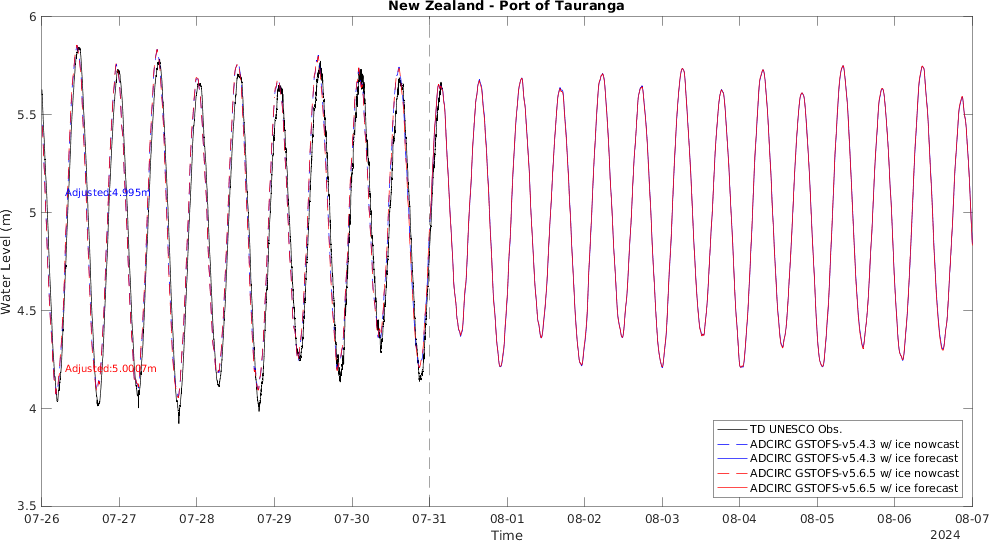 New Zealand - Port of Tauranga
6
5.5
5
4.5
4
3.5
Water Level (m)
Adjusted:4.995m
Adjusted:5.0007m
TD UNESCO Obs.
ADCIRC GSTOFS-v5.4.3 w/ ice nowcast
ADCIRC GSTOFS-v5.4.3 w/ ice forecast
ADCIRC GSTOFS-v5.6.5 w/ ice nowcast
ADCIRC GSTOFS-v5.6.5 w/ ice forecast
07-26 07-27 07-28 07-29 07-30 07-31 08-01 08-02 08-03 08-04 08-05 08-06 08-07
Time
2024